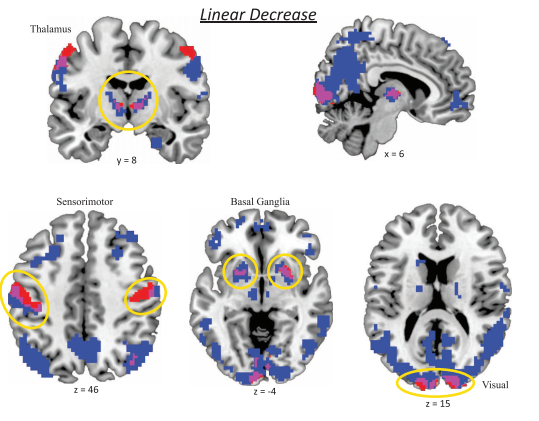 Linear Decrease
Thalamus
y = 8
x = 6
Sensorimotor
Basal Ganglia
z = 46
z = -4
Visual
z = 15